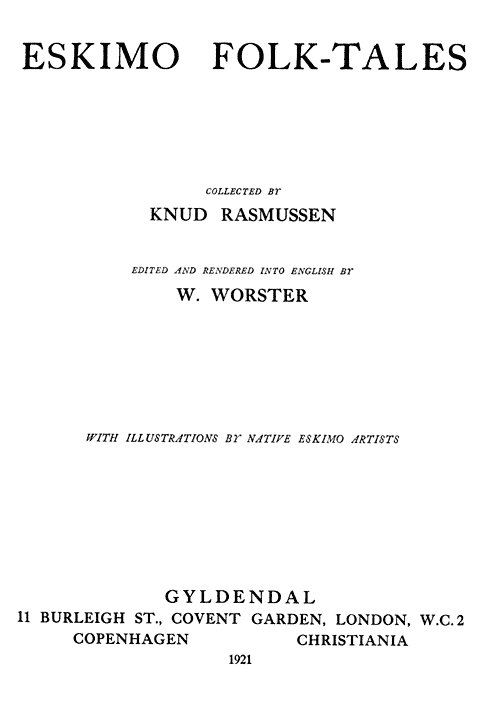 ESKIMO FOLK-TALES
COLLECTED BY
KNUD RASMUSSEN
EDITED AND RENDERED INTO ENGLISH BY
W. WORSTER
WITH ILLUSTRATIONS BY NATIVE ESKIMO ARTISTS
GYLDENDAL
11 BURLEIGH ST., COVENT GARDEN, LONDON, W.C.2
COPENHAGEN CHRISTIANIA
1921